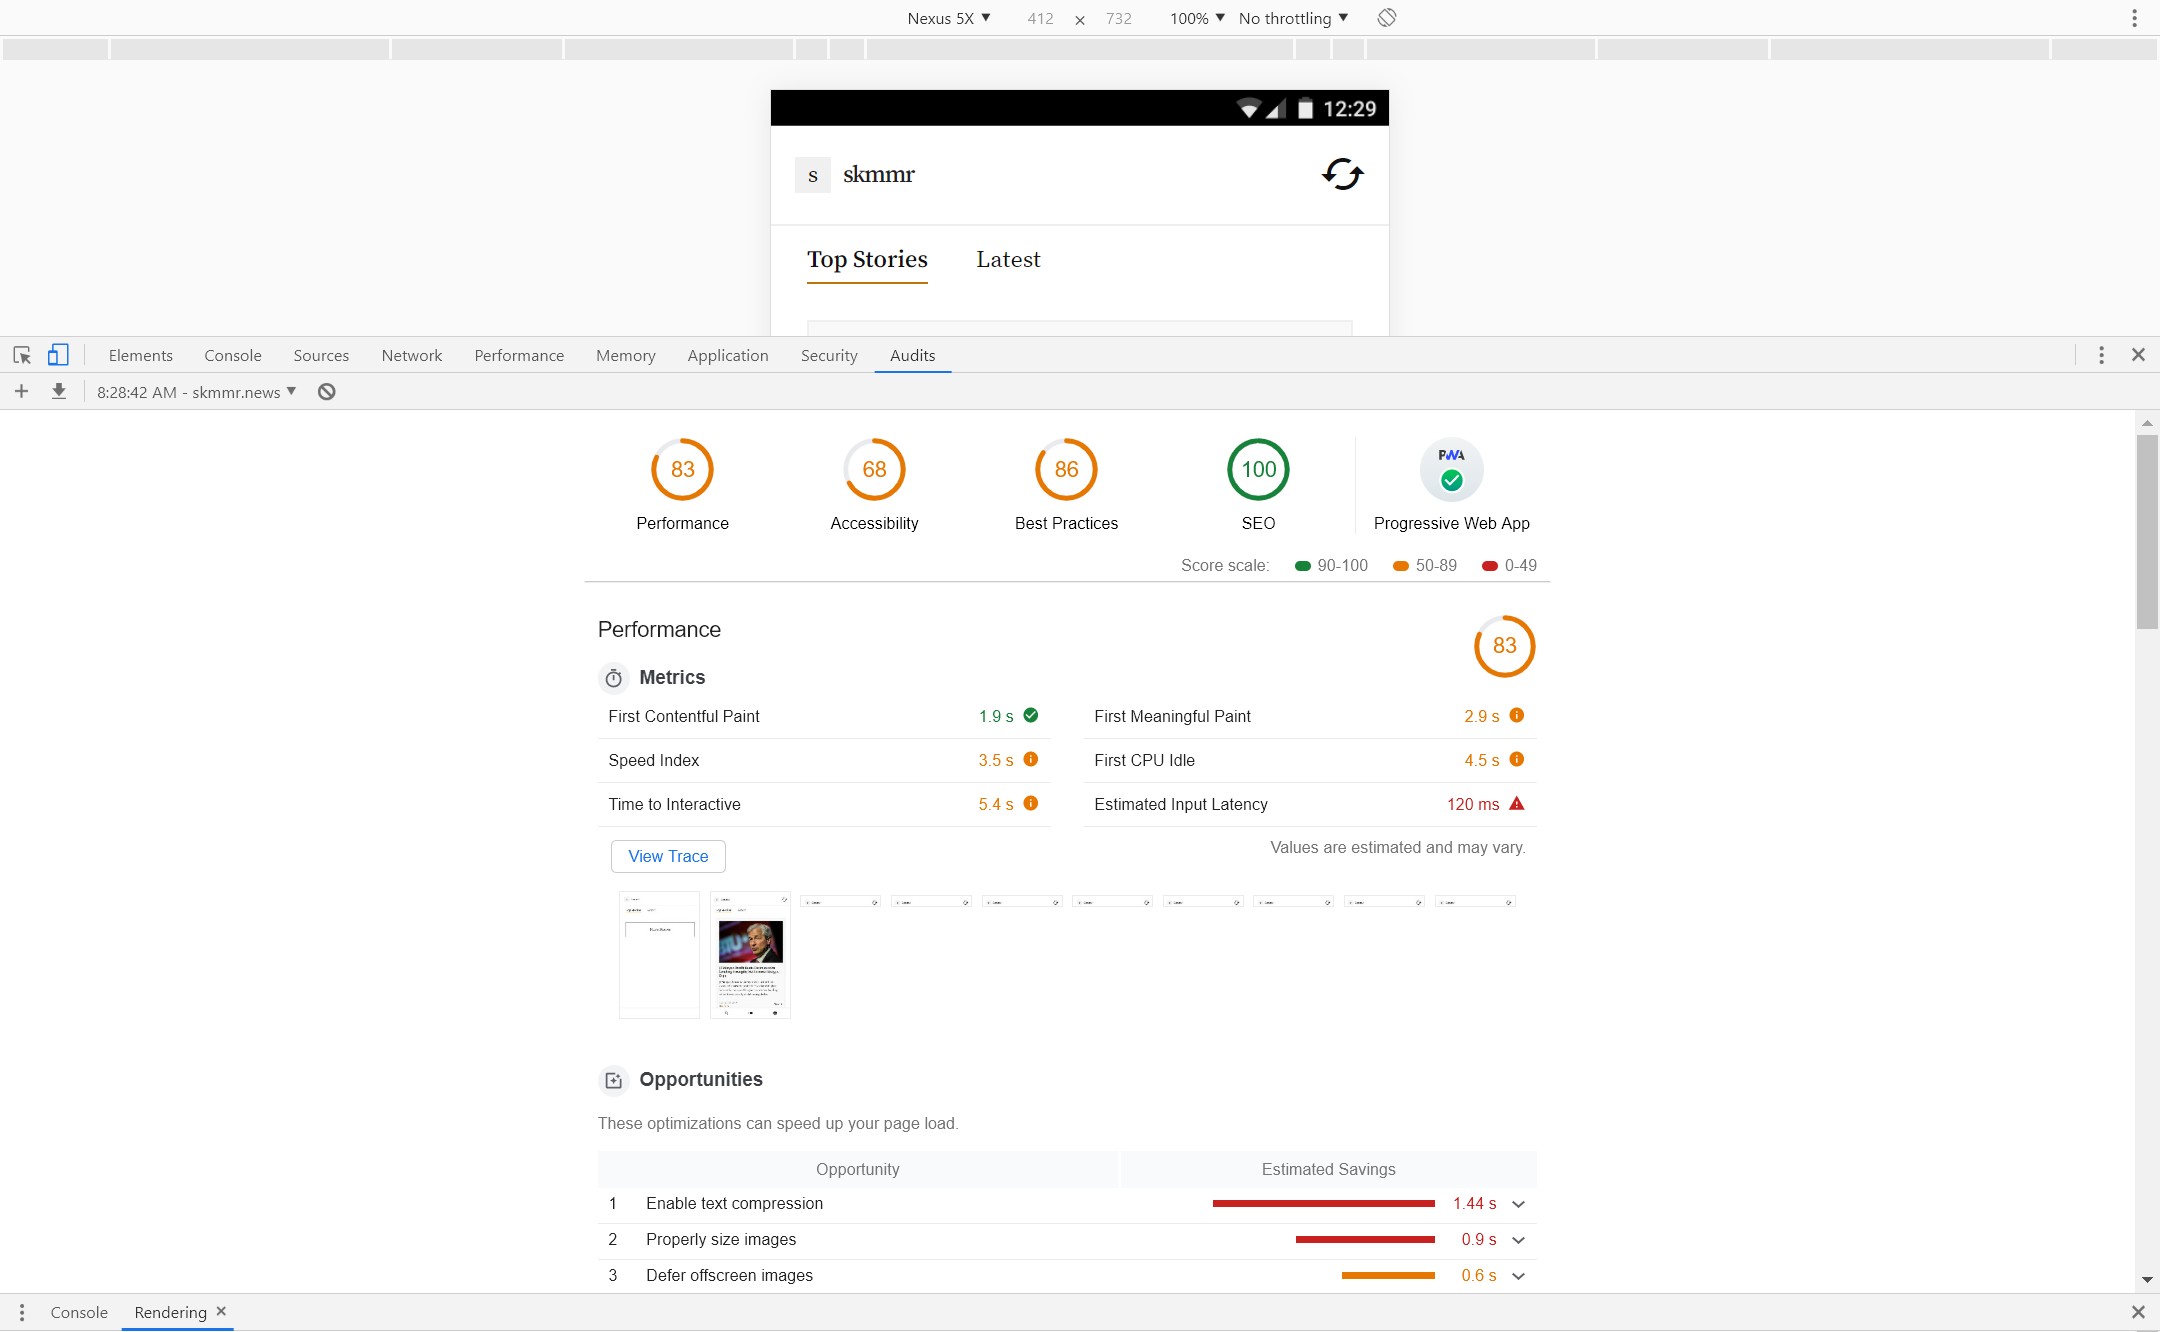 Nexus 5X ▼ 412 × 732 100% ▼ No throttling ▼
12:29
s skmmr
Top Stories Latest
Elements Console Sources Network Performance Memory Application Security Audits
8:28:42 AM - skmmr.news ▼
83 68 86 100 PWA
Performance Accessibility Best Practices SEO Progressive Web App
Score scale: 90-100 50-89 0-49
Performance 83
Metrics
First Contentful Paint 1.9 s First Meaningful Paint 2.9 s
Speed Index 3.5 s First CPU Idle 4.5 s
Time to Interactive 5.4 s Estimated Input Latency 120 ms
View Trace Values are estimated and may vary.
Opportunities
These optimizations can speed up your page load.
Opportunity Estimated Savings
1 Enable text compression 1.44 s
2 Properly size images 0.9 s
3 Defer offscreen images 0.6 s
Console Rendering ×